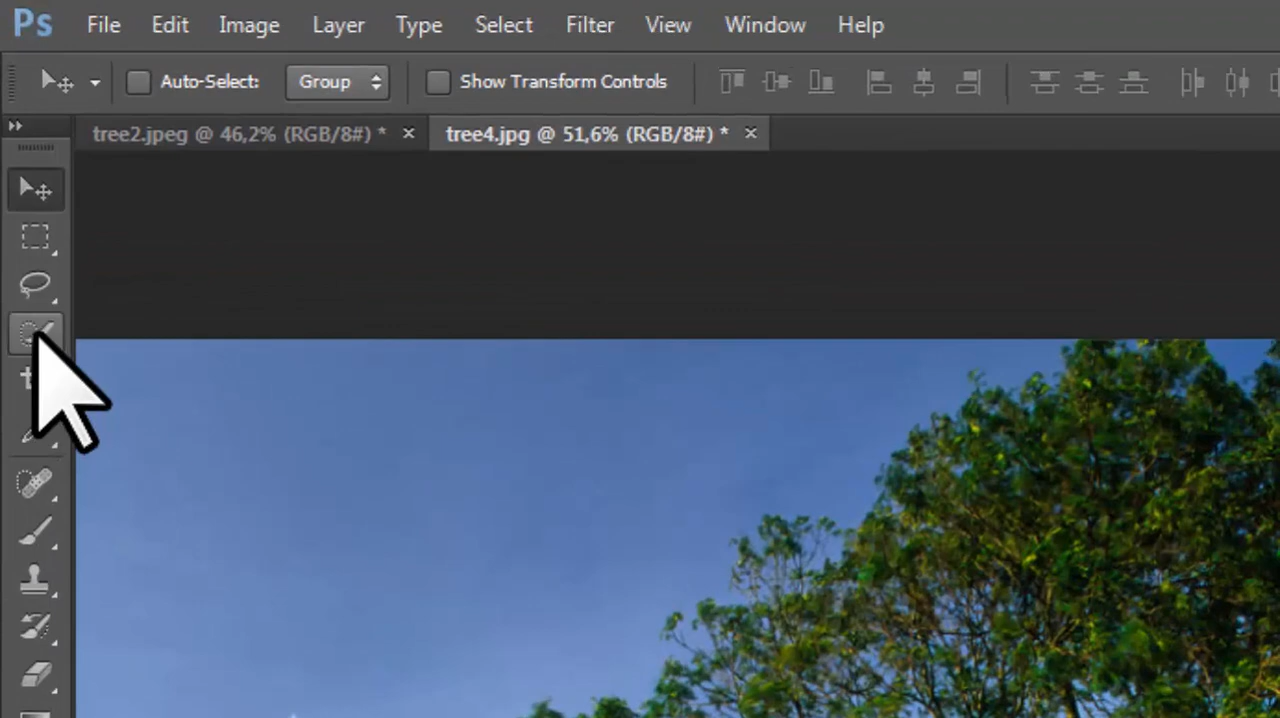 Ps File Edit Image Layer Type Select Filter View Window Help
Auto-Select: Group Show Transform Controls
tree2.jpeg @ 46,2% (RGB/8#) * × tree4.jpg @ 51,6% (RGB/8#) * ×